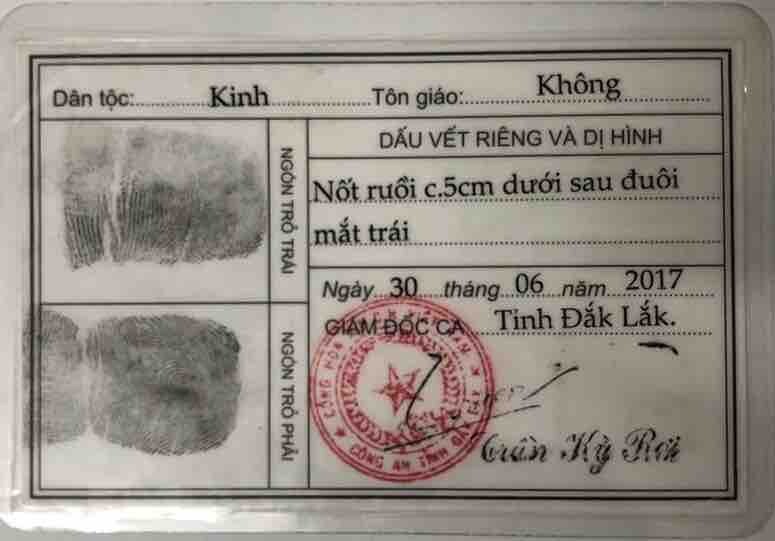 Dân tộc: Kinh Tôn giáo: Không
NGÓN TRỎ TRÁI
DẤU VẾT RIÊNG VÀ DỊ HÌNH
Nốt ruồi c.5cm dưới sau đuôi
mắt trái
Ngày 30 tháng 06 năm 2017
GIÁM ĐỐC CA Tỉnh Đắk Lắk.
NGÓN TRỎ PHẢI
CÔNG AN TỈNH
Trần Kỳ Rơi